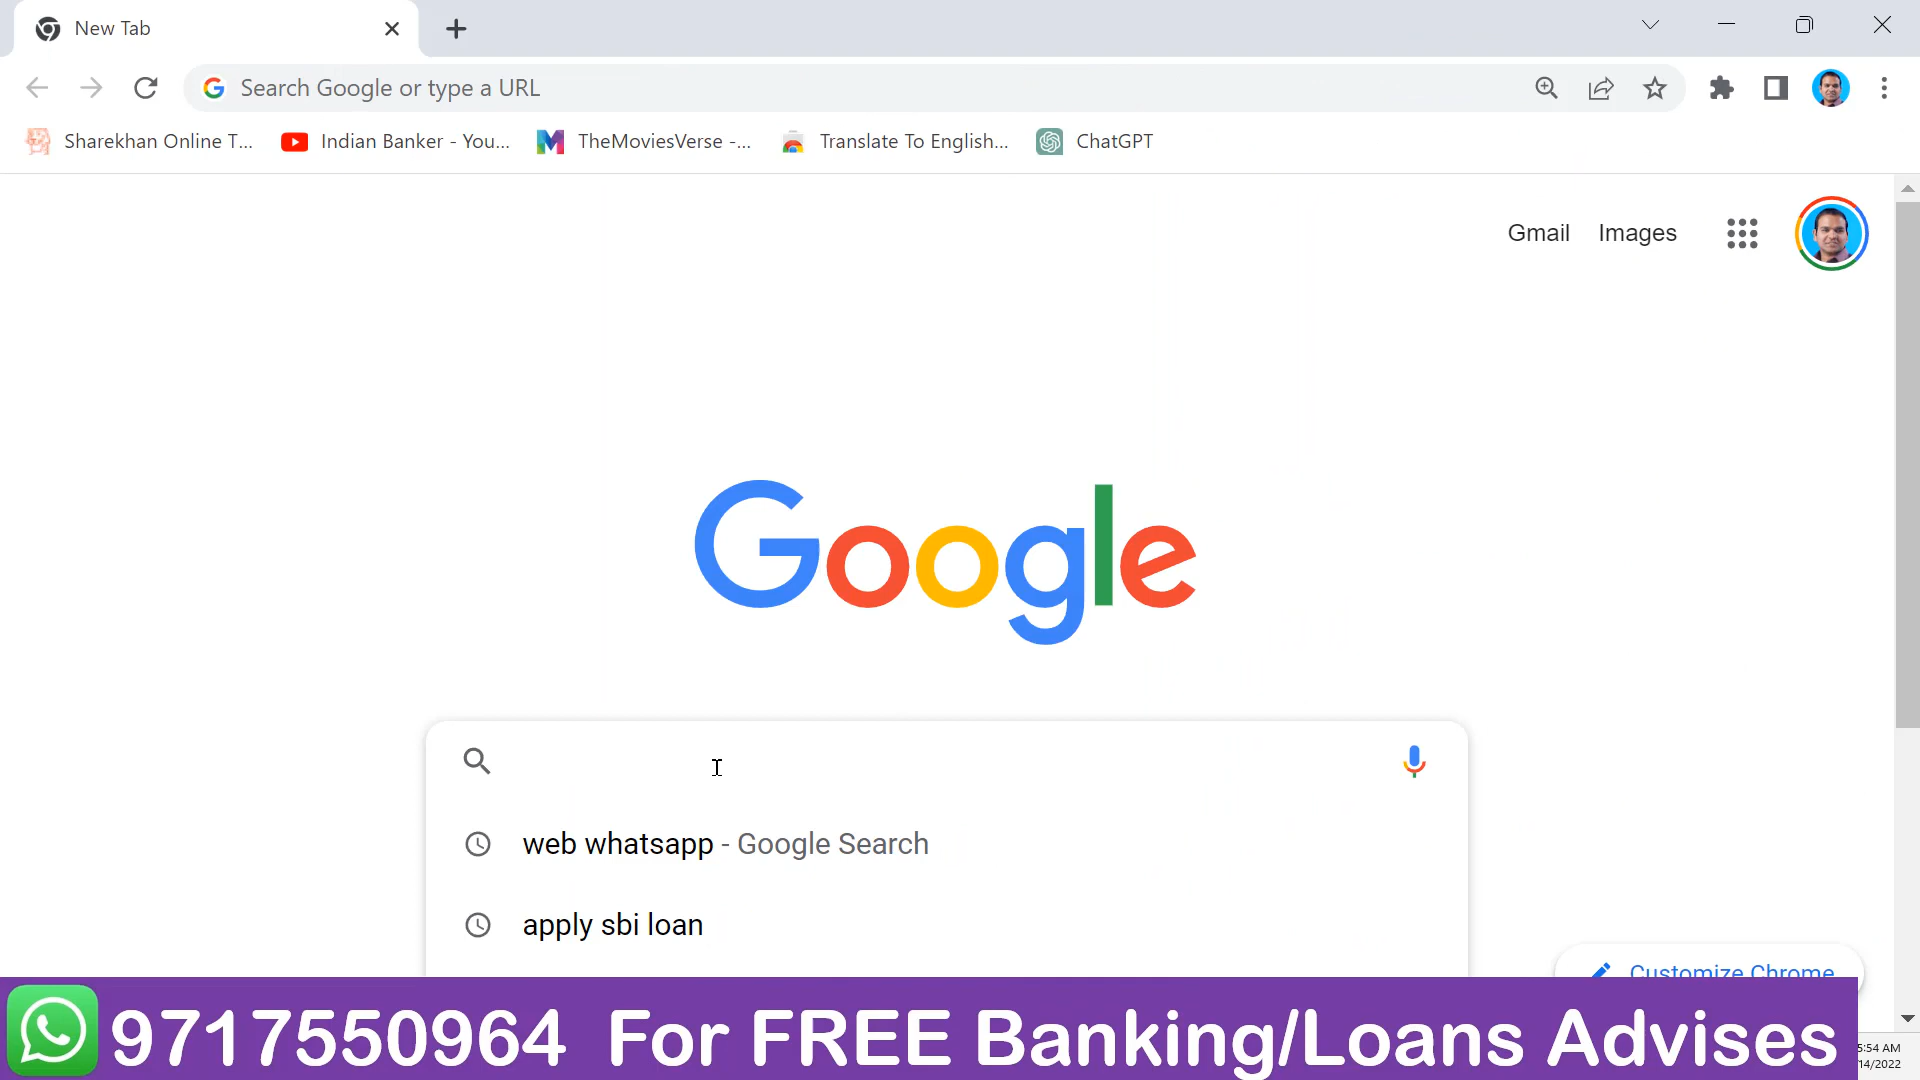 New Tab
Search Google or type a URL
Sharekhan Online T...
Indian Banker - You...
TheMoviesVerse -...
Translate To English...
ChatGPT
Gmail
Images
Google
web whatsapp - Google Search
apply sbi loan
Customize Chrome
9717550964 For FREE Banking/Loans Advises
5:54 AM
14/2022